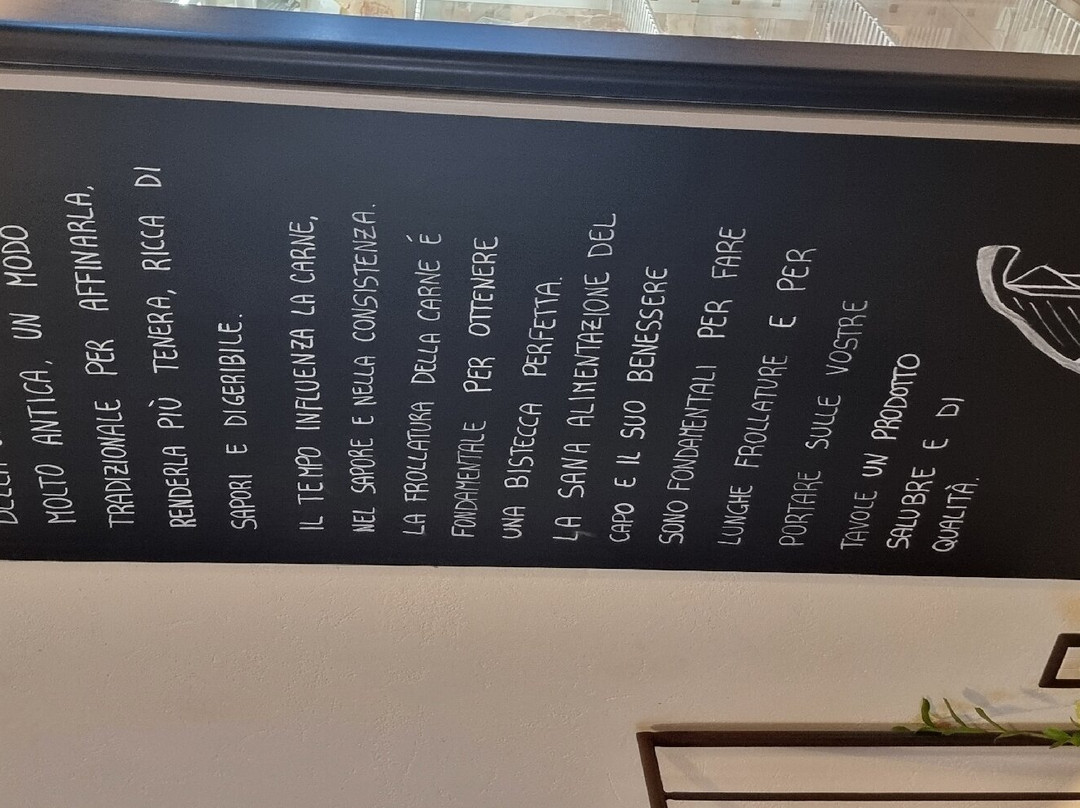 MOLTO ANTICA, UN MODO
TRADIZIONALE PER AFFINARLA,
RENDERLA PIÙ TENERA, RICCA DI
SAPORI E DIGERIBILE.
IL TEMPO INFLUENZA LA CARNE,
NEL SAPORE E NELLA CONSISTENZA.
LA FROLLATURA DELLA CARNE É
FONDAMENTALE PER OTTENERE
UNA BISTECCA PERFETTA.
LA SANA ALIMENTAZIONE DEL
CAPO E IL SUO BENESSERE
SONO FONDAMENTALI PER FARE
LUNGHE FROLLATURE E PER
PORTARE SULLE VOSTRE
TAVOLE UN PRODOTTO
SALUBRE E DI
QUALITÀ.